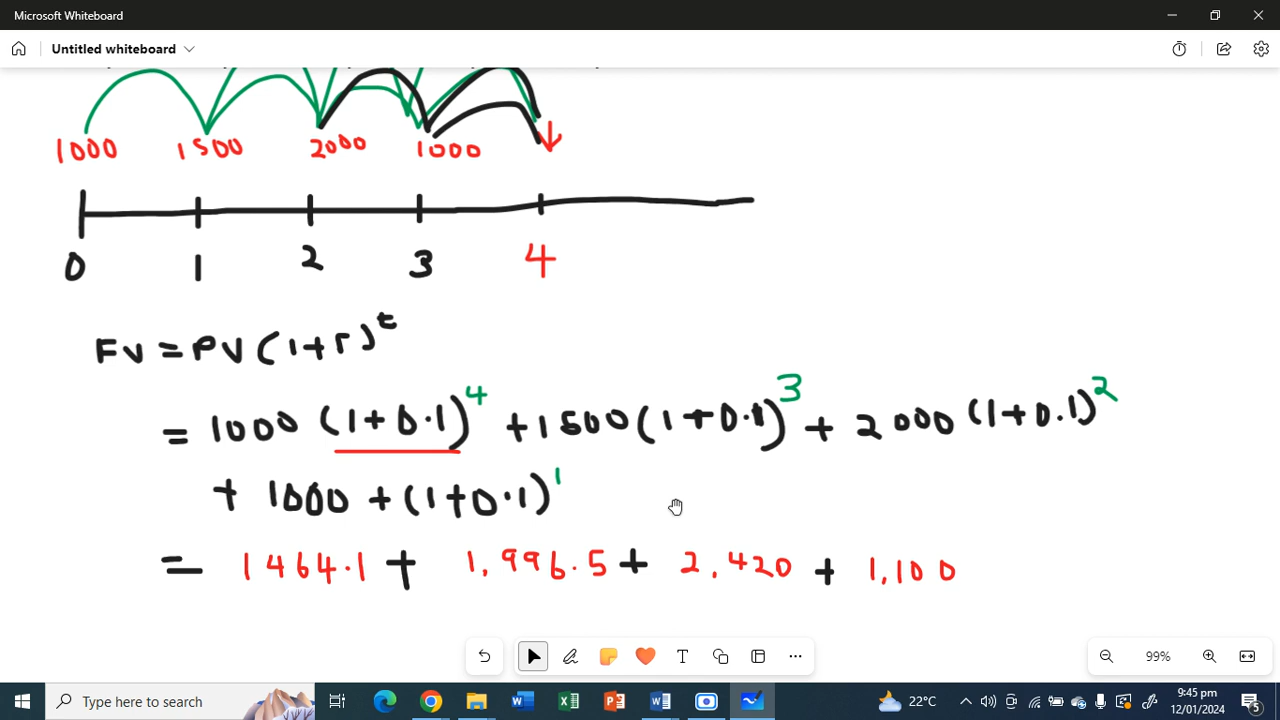 Microsoft Whiteboard
Untitled whiteboard
1000 1500 2000 1000
0 1 2 3 4
FV = PV (1+r)^t
= 1000 (1+0.1)^4 + 1500 (1+0.1)^3 + 2000 (1+0.1)^2
+ 1000 + (1+0.1)^1
= 1464.1 + 1,996.5 + 2,420 + 1,100
99%
Type here to search
22°C
9:45 pm
12/01/2024
5